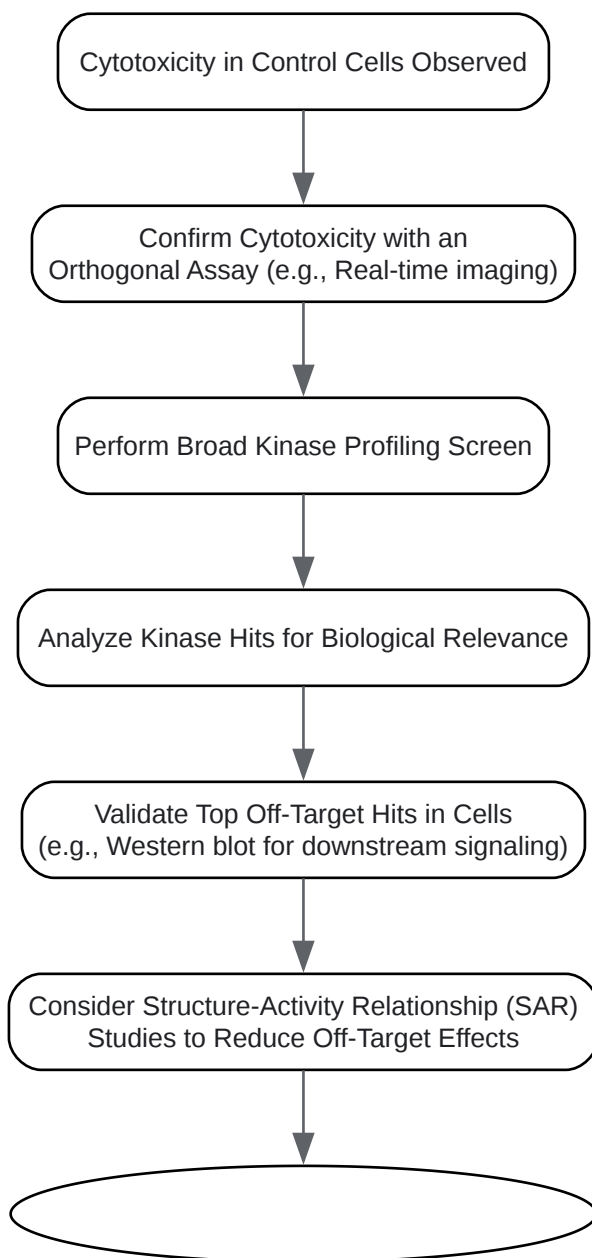 Cytotoxicity in Control Cells Observed
Confirm Cytotoxicity with an
Orthogonal Assay (e.g., Real-time imaging)
Perform Broad Kinase Profiling Screen
Analyze Kinase Hits for Biological Relevance
Validate Top Off-Target Hits in Cells
(e.g., Western blot for downstream signaling)
Consider Structure-Activity Relationship (SAR)
Studies to Reduce Off-Target Effects